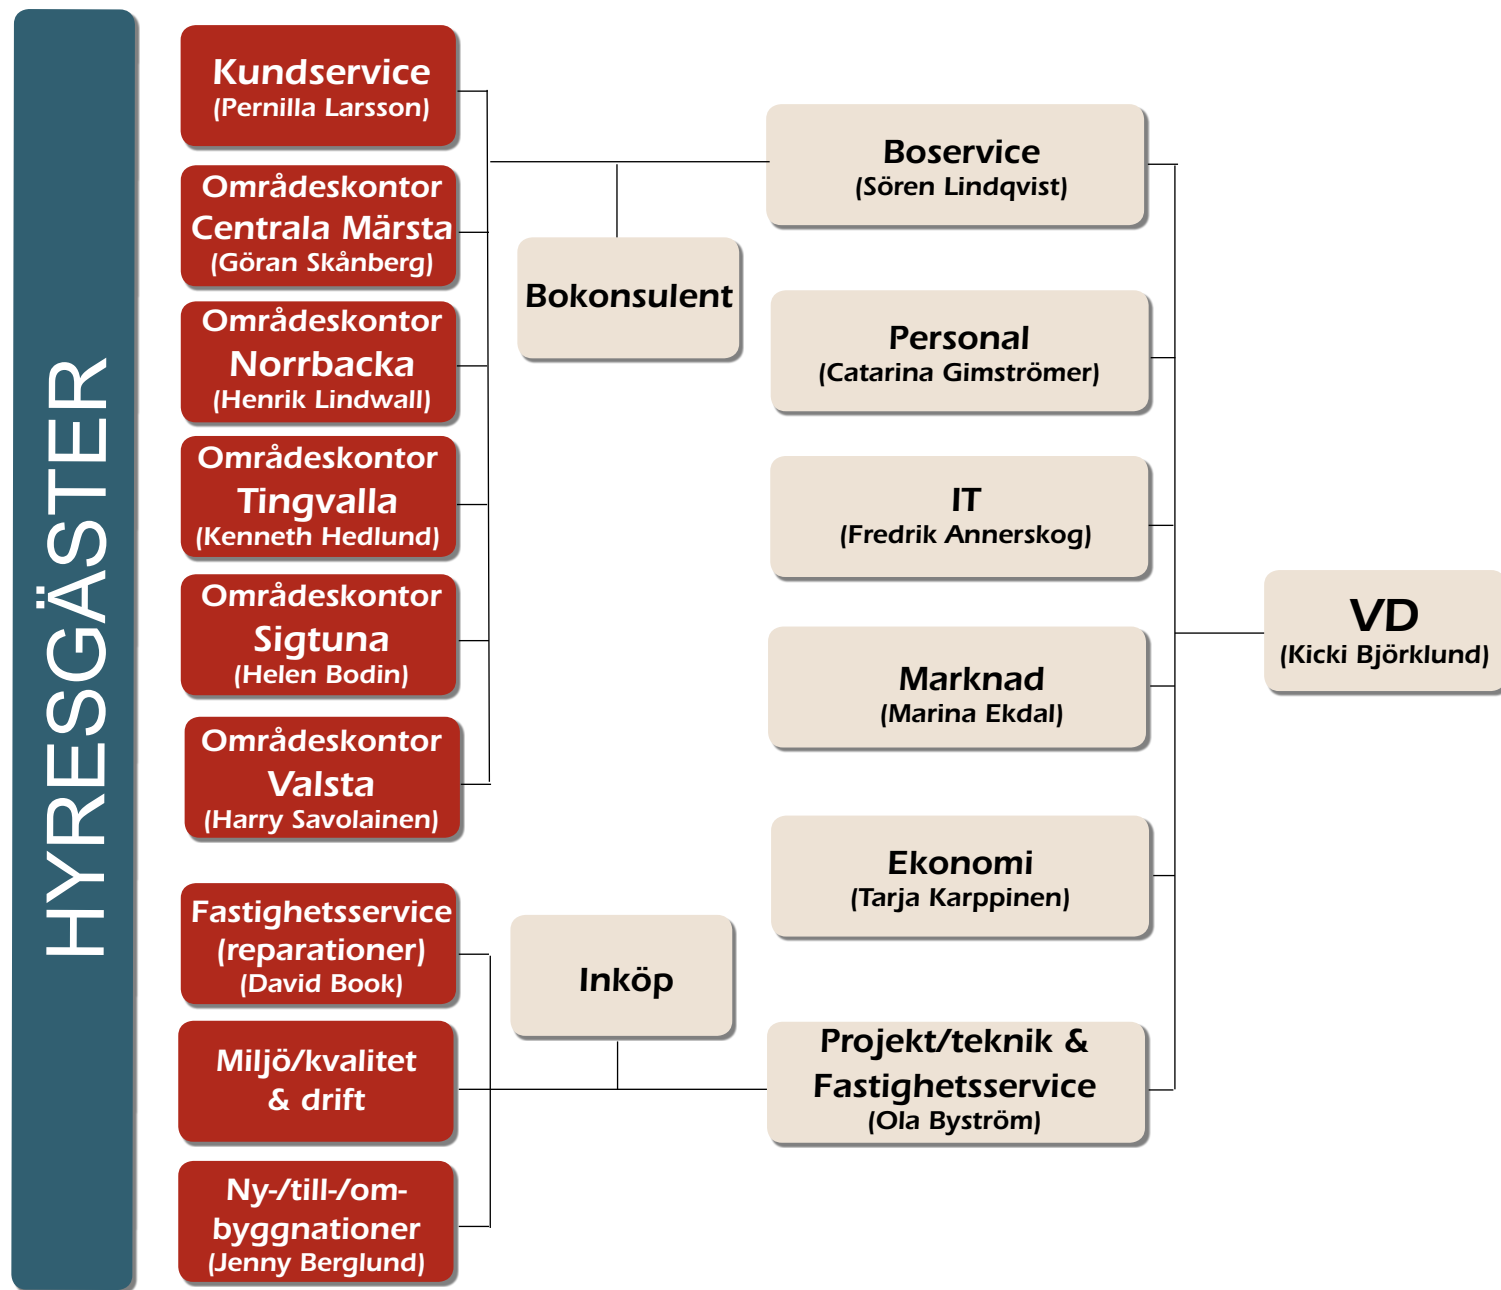 HYRESGÄSTER
Kundservice
(Pernilla Larsson)
Områdeskontor
Centrala Märsta
(Göran Skånberg)
Områdeskontor
Norrbacka
(Henrik Lindwall)
Områdeskontor
Tingvalla
(Kenneth Hedlund)
Områdeskontor
Sigtuna
(Helen Bodin)
Områdeskontor
Valsta
(Harry Savolainen)
Fastighetsservice
(reparationer)
(David Book)
Miljö/kvalitet
& drift
Ny-/till-/om-
byggnationer
(Jenny Berglund)
Bokonsulent
Inköp
Boservice
(Sören Lindqvist)
Personal
(Catarina Gimströmer)
IT
(Fredrik Annerskog)
Marknad
(Marina Ekdal)
Ekonomi
(Tarja Karppinen)
Projekt/teknik &
Fastighetsservice
(Ola Byström)
VD
(Kicki Björklund)